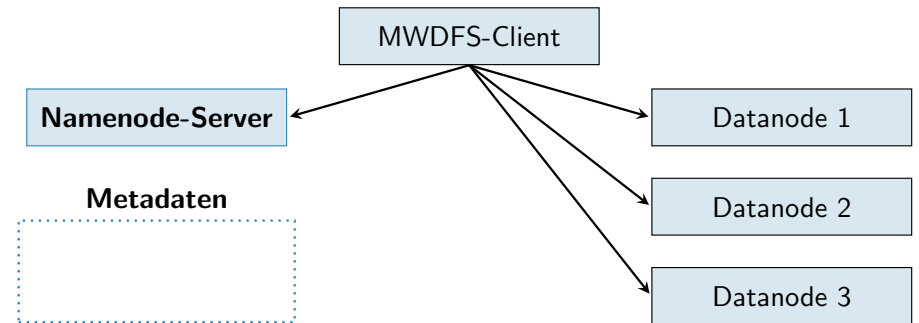 MWDFS-Client
Namenode-Server
Datanode 1
Metadaten
Datanode 2
Datanode 3